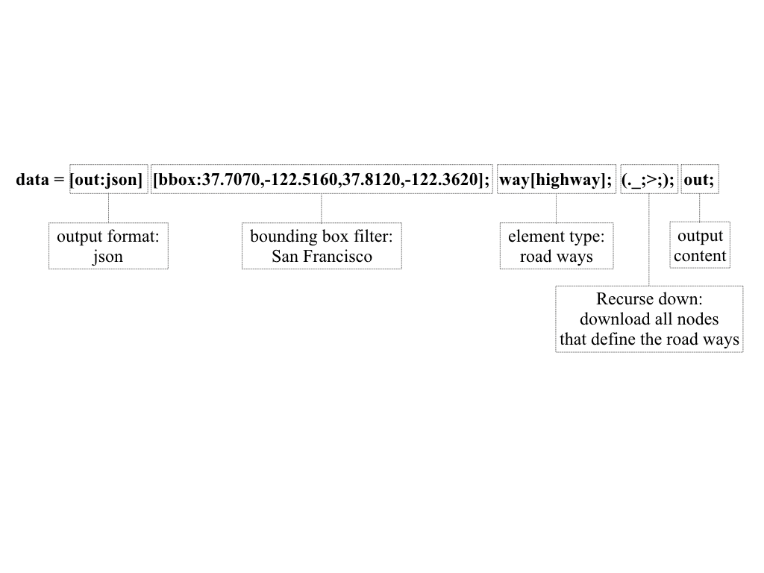 data = [out:json] [bbox:37.7070,-122.5160,37.8120,-122.3620]; way[highway]; (._;>;); out;
output format:
json
bounding box filter:
San Francisco
element type:
road ways
output
content
Recurse down:
download all nodes
that define the road ways